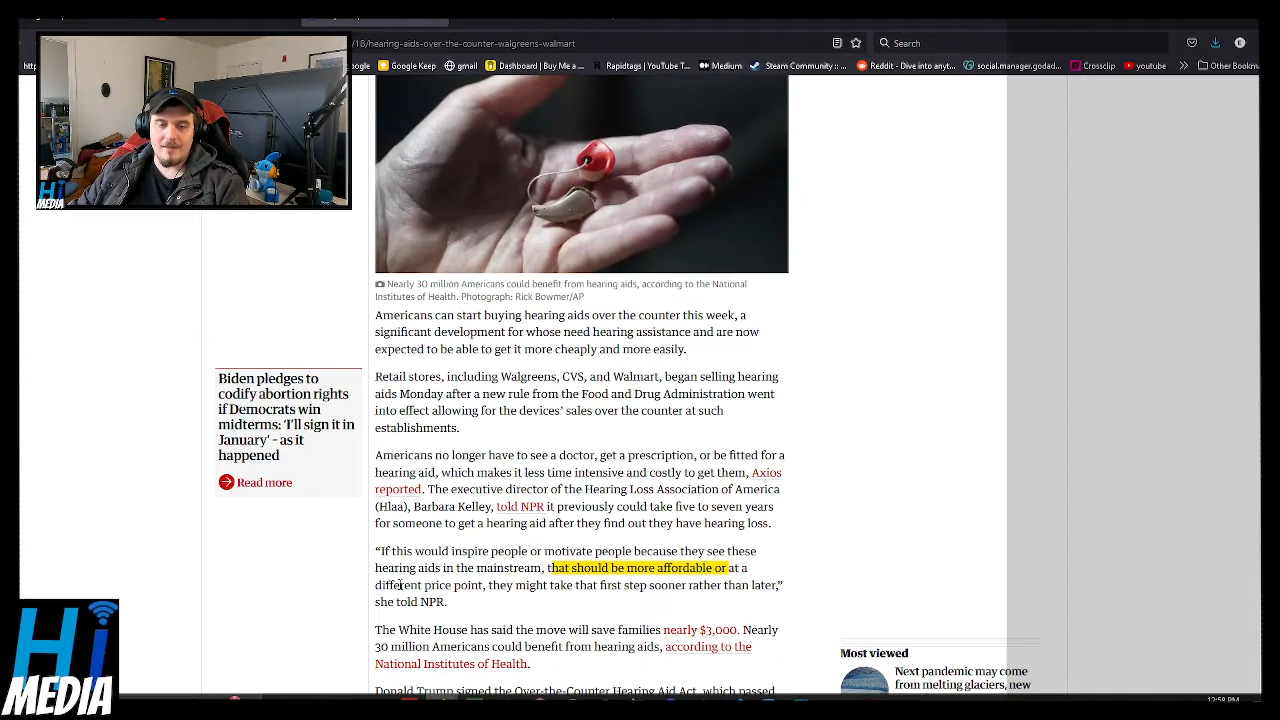 /18/hearing-aids-over-the-counter-walgreens-walmart
Search
Google Keep
gmail
Dashboard | Buy Me a ...
Rapidtags | YouTube T...
Medium
Steam Community :: ...
Reddit - Dive into anyt...
social.manager.godad...
Crossclip
youtube
Other Bookm
Hi
MEDIA
Nearly 30 million Americans could benefit from hearing aids, according to the National
Institutes of Health. Photograph: Rick Bowmer/AP
Americans can start buying hearing aids over the counter this week, a
significant development for whose need hearing assistance and are now
expected to be able to get it more cheaply and more easily.
Retail stores, including Walgreens, CVS, and Walmart, began selling hearing
aids Monday after a new rule from the Food and Drug Administration went
into effect allowing for the devices' sales over the counter at such
establishments.
Americans no longer have to see a doctor, get a prescription, or be fitted for a
hearing aid, which makes it less time intensive and costly to get them, Axios
reported. The executive director of the Hearing Loss Association of America
(Hlaa), Barbara Kelley, told NPR it previously could take five to seven years
for someone to get a hearing aid after they find out they have hearing loss.
“If this would inspire people or motivate people because they see these
hearing aids in the mainstream, that should be more affordable or at a
different price point, they might take that first step sooner rather than later,”
she told NPR.
The White House has said the move will save families nearly $3,000. Nearly
30 million Americans could benefit from hearing aids, according to the
National Institutes of Health.
Donald Trump signed the Over-the-Counter Hearing Aid Act, which passed
Biden pledges to
codify abortion rights
if Democrats win
midterms: ‘I’ll sign it in
January’ – as it
happened
Read more
Most viewed
Next pandemic may come
from melting glaciers, new
Hi
MEDIA
12:58 PM